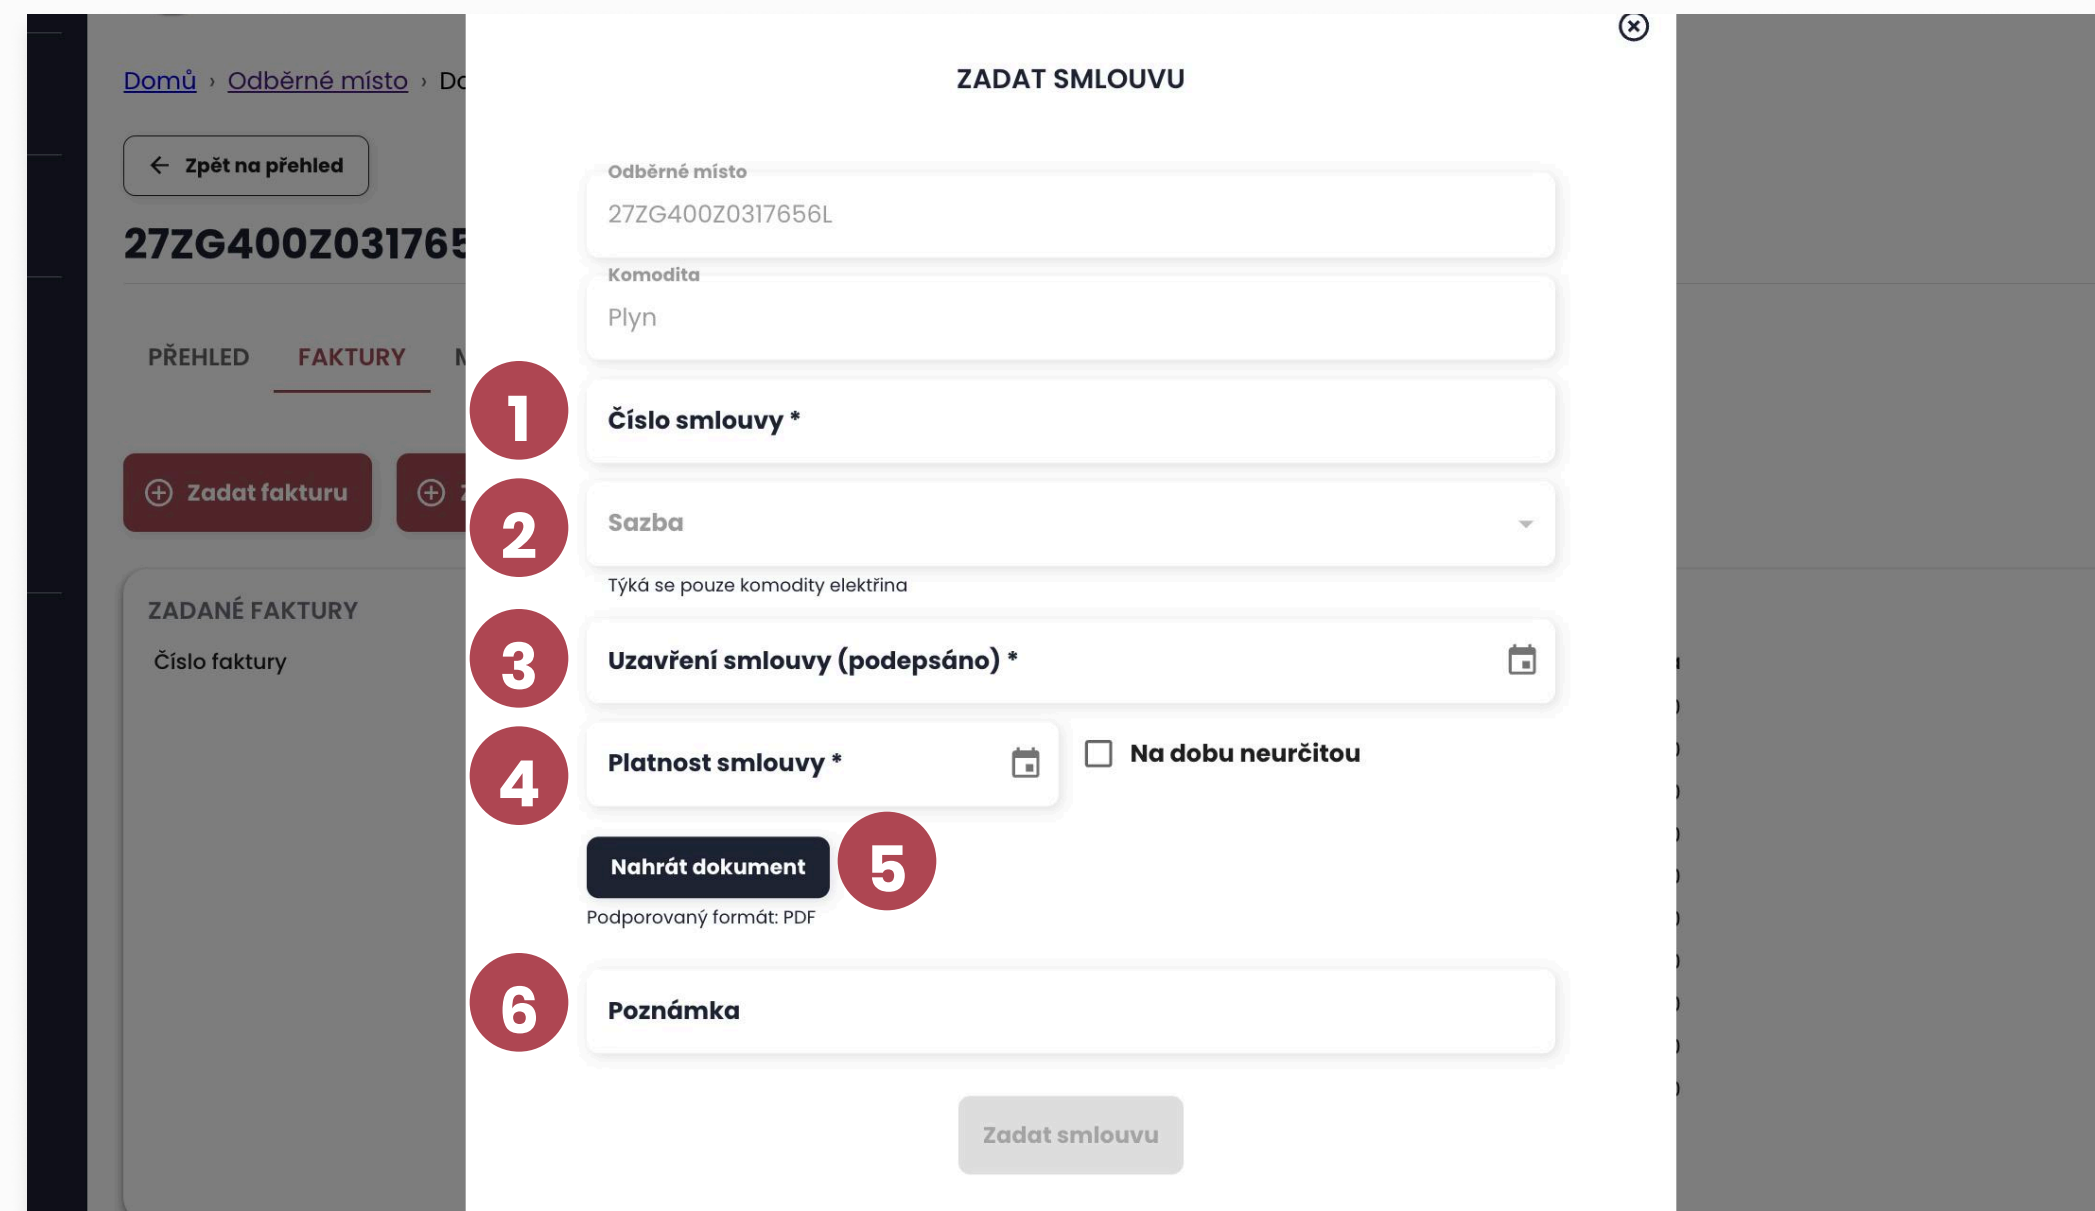 Domů › Odběrné místo ›
ZADAT SMLOUVU
Zpět na přehled
Odběrné místo
27ZG400Z0317656L
27ZG400Z03176
Komodita
Plyn
PŘEHLED FAKTURY
1
Číslo smlouvy *
Zadat fakturu
2
Sazba
Týká se pouze komodity elektřina
ZADANÉ FAKTURY
Číslo faktury
3
Uzavření smlouvy (podepsáno) *
4
Platnost smlouvy *
Na dobu neurčitou
Nahrát dokument
5
Podporovaný formát: PDF
6
Poznámka
Zadat smlouvu